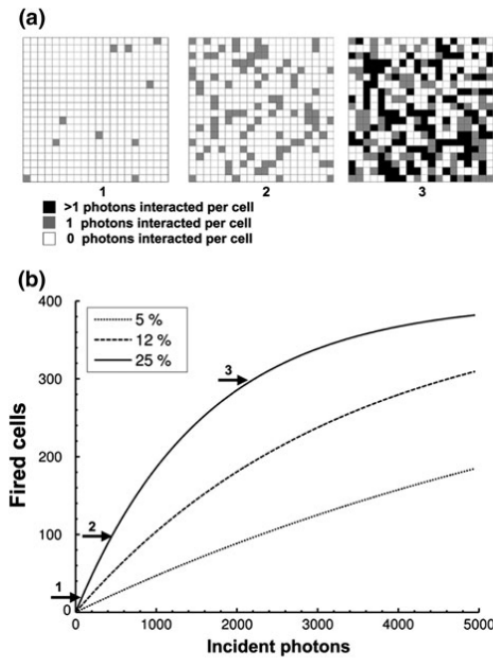 (a)
1 2 3
>1 photons interacted per cell
1 photons interacted per cell
0 photons interacted per cell
(b)
400
300
200
100
0
Fired cells
5 %
12 %
25 %
3
2
1
0 1000 2000 3000 4000 5000
Incident photons